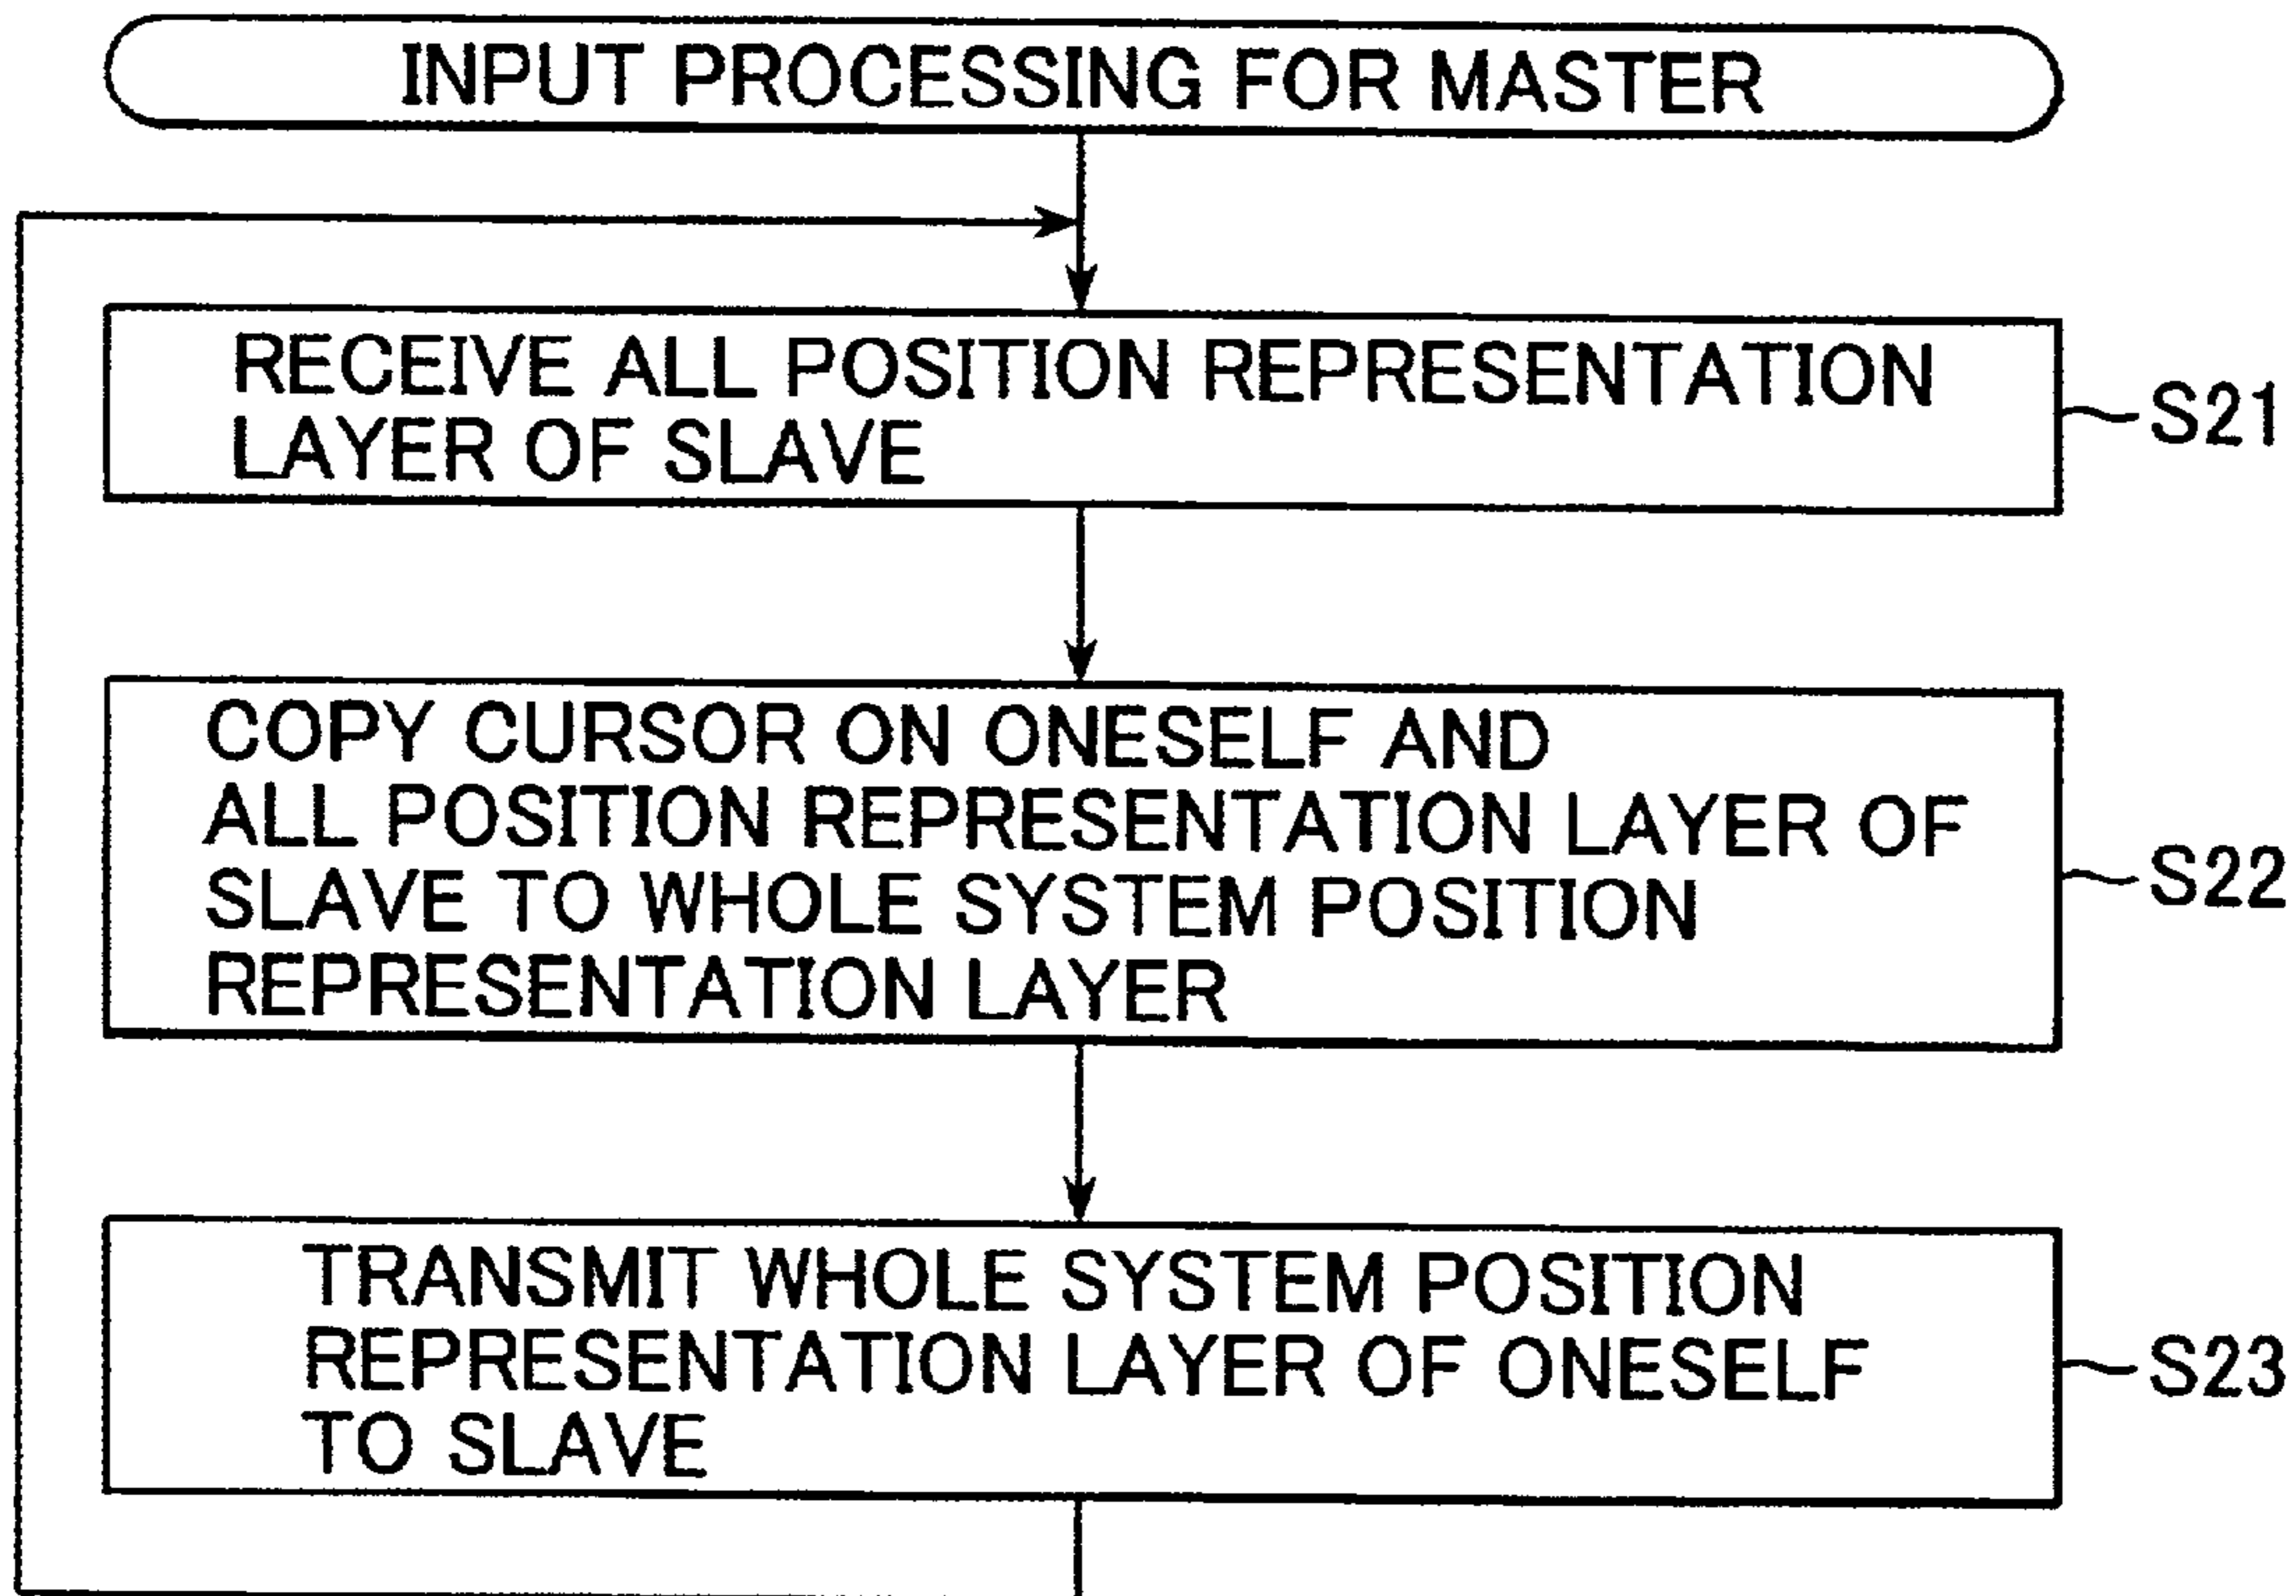 INPUT PROCESSING FOR MASTER
RECEIVE ALL POSITION REPRESENTATION
LAYER OF SLAVE
S21
COPY CURSOR ON ONESELF AND
ALL POSITION REPRESENTATION LAYER OF
SLAVE TO WHOLE SYSTEM POSITION
REPRESENTATION LAYER
S22
TRANSMIT WHOLE SYSTEM POSITION
REPRESENTATION LAYER OF ONESELF
TO SLAVE
S23